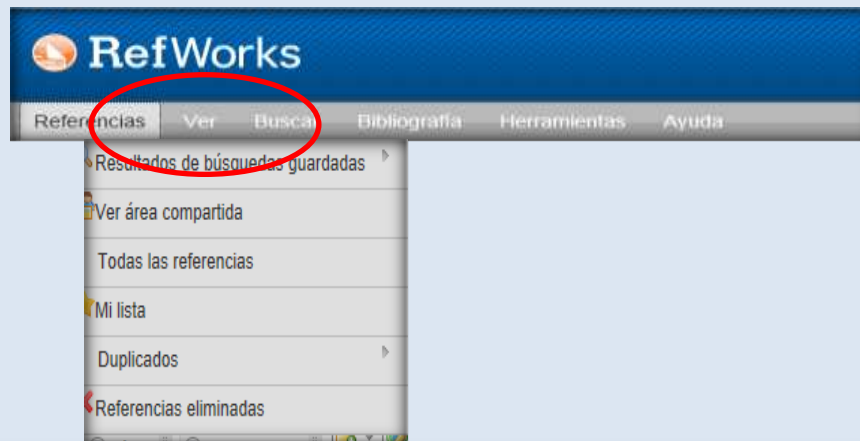 RefWorks
Referencias Ver Buscar Bibliografía Herramientas Ayuda
Resultados de búsquedas guardadas
Ver área compartida
Todas las referencias
Mi lista
Duplicados
Referencias eliminadas